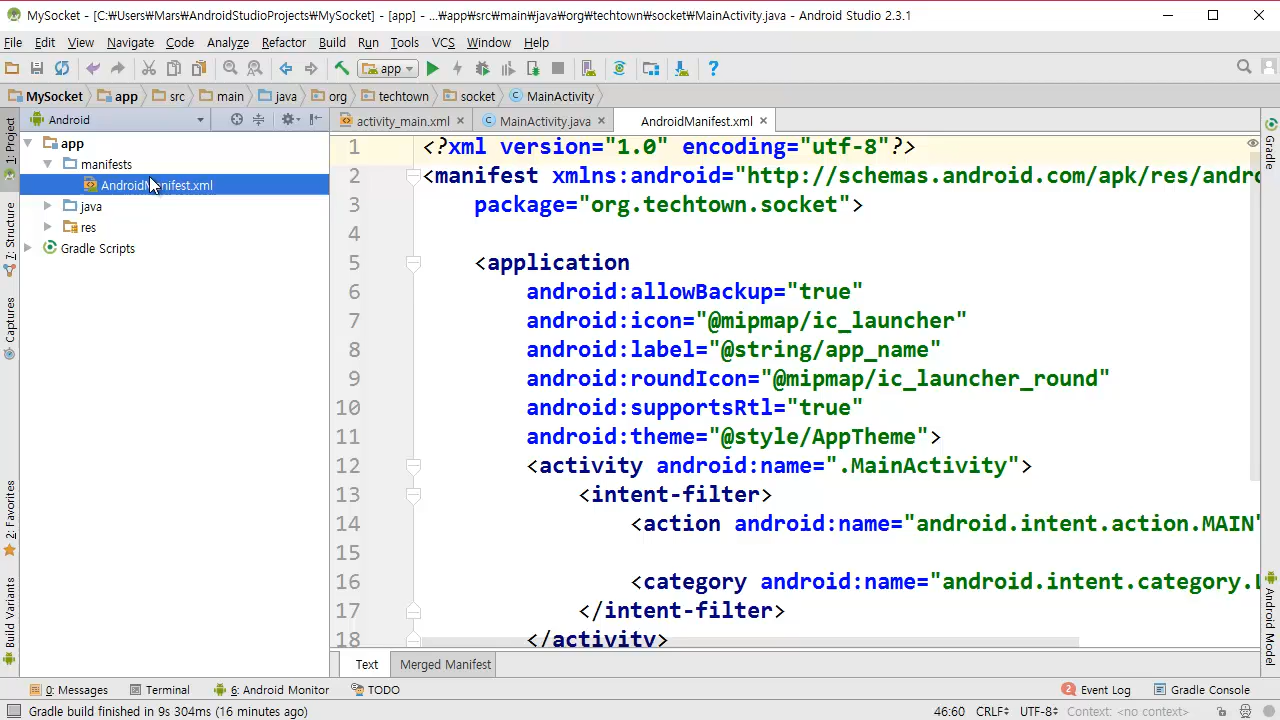 MySocket - [C:₩Users₩Mars₩AndroidStudioProjects₩MySocket] - [app] - ...₩app₩src₩main₩java₩org₩techtown₩socket₩MainActivity.java - Android Studio 2.3.1
File Edit View Navigate Code Analyze Refactor Build Run Tools VCS Window Help
app
MySocket app src main java org techtown socket MainActivity
Android
activity_main.xml MainActivity.java AndroidManifest.xml
1: Project
7: Structure
Captures
2: Favorites
Build Variants
app
manifests
AndroidManifest.xml
java
res
Gradle Scripts
1 <?xml version="1.0" encoding="utf-8"?>
2 <manifest xmlns:android="http://schemas.android.com/apk/res/andro
3 package="org.techtown.socket">
4
5 <application
6 android:allowBackup="true"
7 android:icon="@mipmap/ic_launcher"
8 android:label="@string/app_name"
9 android:roundIcon="@mipmap/ic_launcher_round"
10 android:supportsRtl="true"
11 android:theme="@style/AppTheme">
12 <activity android:name=".MainActivity">
13 <intent-filter>
14 <action android:name="android.intent.action.MAIN"
15
16 <category android:name="android.intent.category.L
17 </intent-filter>
18 </activity>
Gradle
Android Model
Text Merged Manifest
0: Messages Terminal 6: Android Monitor TODO Event Log Gradle Console
Gradle build finished in 9s 304ms (16 minutes ago) 46:60 CRLF UTF-8 Context: <no context>